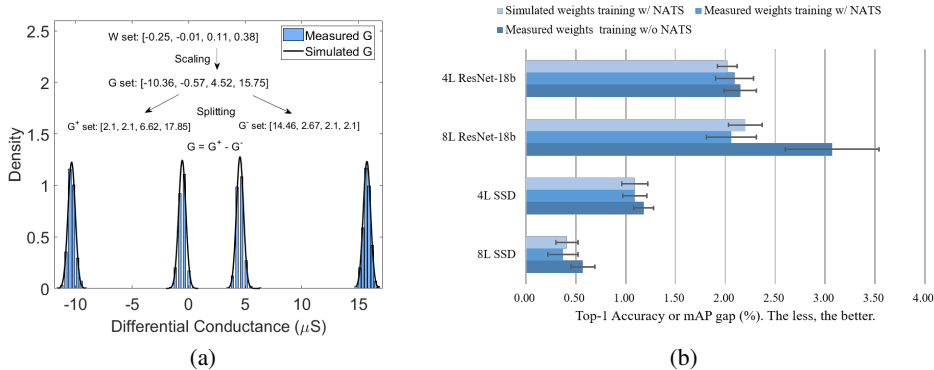 2.5
2
1.5
1
0.5
0
Density
W set: [-0.25, -0.01, 0.11, 0.38]
Scaling
G set: [-10.36, -0.57, 4.52, 15.75]
Splitting
G⁺ set: [2.1, 2.1, 6.62, 17.85]
G⁻ set: [14.46, 2.67, 2.1, 2.1]
G = G⁺ - G⁻
Measured G
Simulated G
-10 -5 0 5 10 15
Differential Conductance (μS)
(a)
Simulated weights training w/ NATS Measured weights training w/ NATS
Measured weights training w/o NATS
4L ResNet-18b
8L ResNet-18b
4L SSD
8L SSD
0.00 0.50 1.00 1.50 2.00 2.50 3.00 3.50 4.00
Top-1 Accuracy or mAP gap (%). The less, the better.
(b)